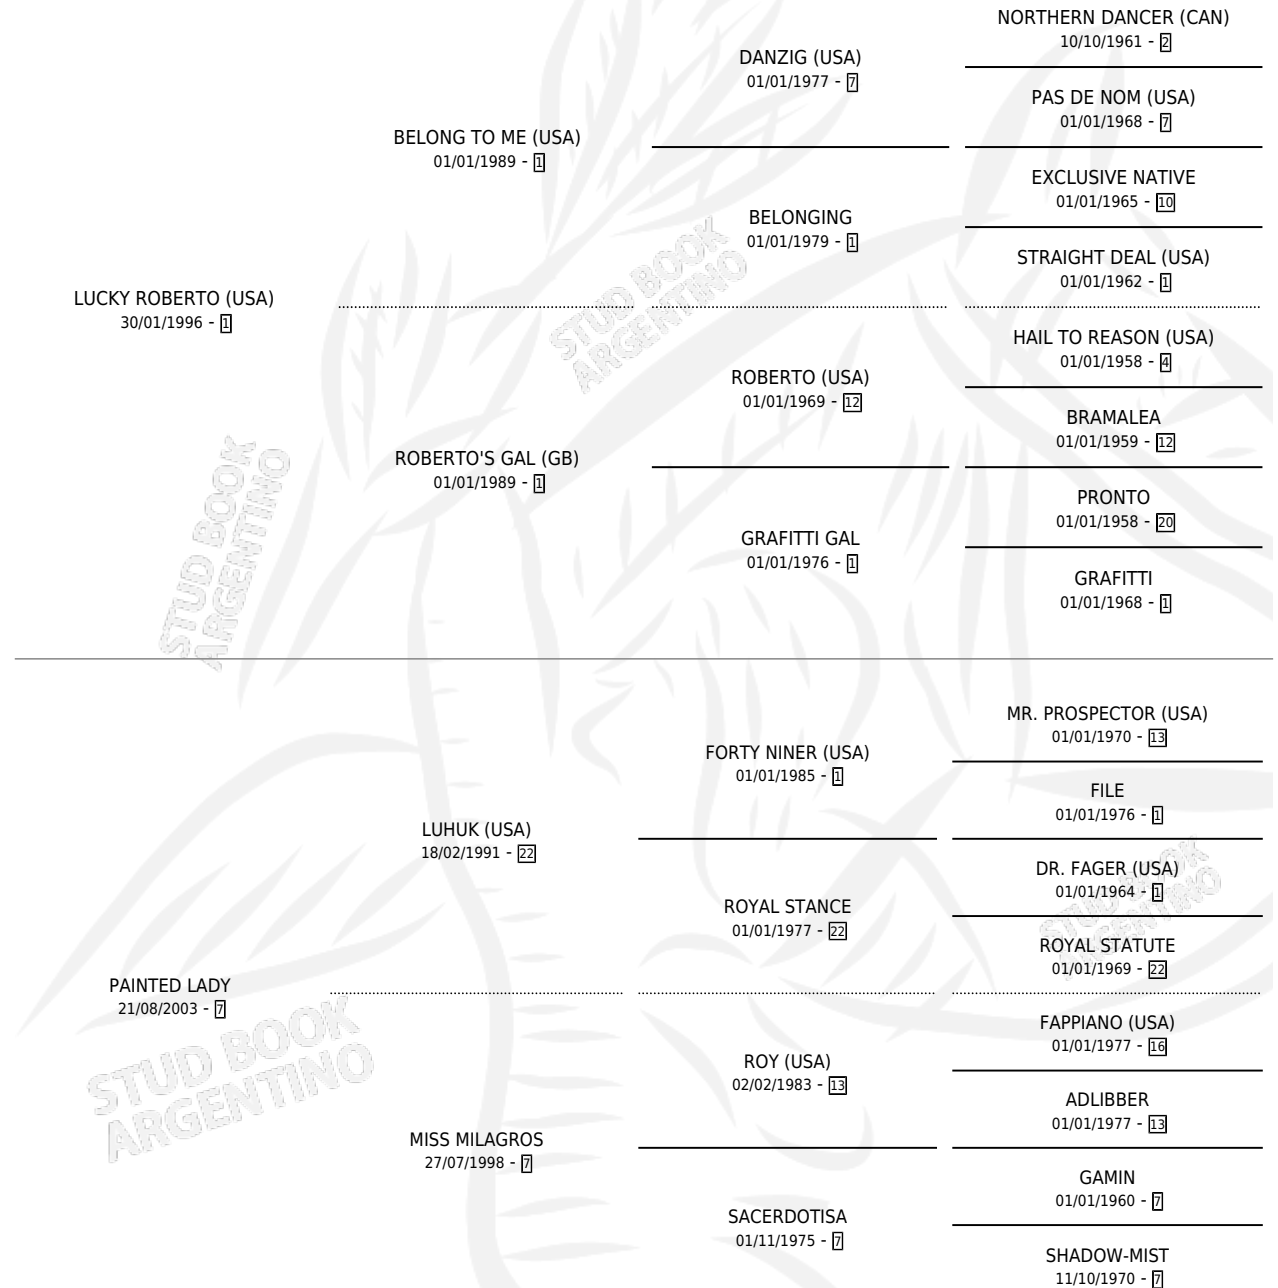 NORTHERN DANCER (CAN)
10/10/1961 - 2
DANZIG (USA)
01/01/1977 - 7
PAS DE NOM (USA)
01/01/1968 - 7
BELONG TO ME (USA)
01/01/1989 - 1
EXCLUSIVE NATIVE
01/01/1965 - 10
BELONGING
01/01/1979 - 1
STRAIGHT DEAL (USA)
01/01/1962 - 1
LUCKY ROBERTO (USA)
30/01/1996 - 1
STUD BOOK
ARGENTINO
HAIL TO REASON (USA)
01/01/1958 - 4
ROBERTO (USA)
01/01/1969 - 12
BRAMALEA
01/01/1959 - 12
ROBERTO'S GAL (GB)
01/01/1989 - 1
PRONTO
01/01/1958 - 20
GRAFITTI GAL
01/01/1976 - 1
GRAFITTI
01/01/1968 - 1
STUD BOOK
ARGENTINO
MR. PROSPECTOR (USA)
01/01/1970 - 13
FORTY NINER (USA)
01/01/1985 - 1
FILE
01/01/1976 - 1
LUHUK (USA)
18/02/1991 - 22
DR. FAGER (USA)
01/01/1964 - 1
ROYAL STANCE
01/01/1977 - 22
STUD BOOK
ARGENTINO
ROYAL STATUTE
01/01/1969 - 22
PAINTED LADY
21/08/2003 - 7
STUD BOOK
ARGENTINO
FAPPIANO (USA)
01/01/1977 - 16
ROY (USA)
02/02/1983 - 13
ADLIBBER
01/01/1977 - 13
MISS MILAGROS
27/07/1998 - 7
GAMIN
01/01/1960 - 7
SACERDOTISA
01/11/1975 - 7
SHADOW-MIST
11/10/1970 - 7